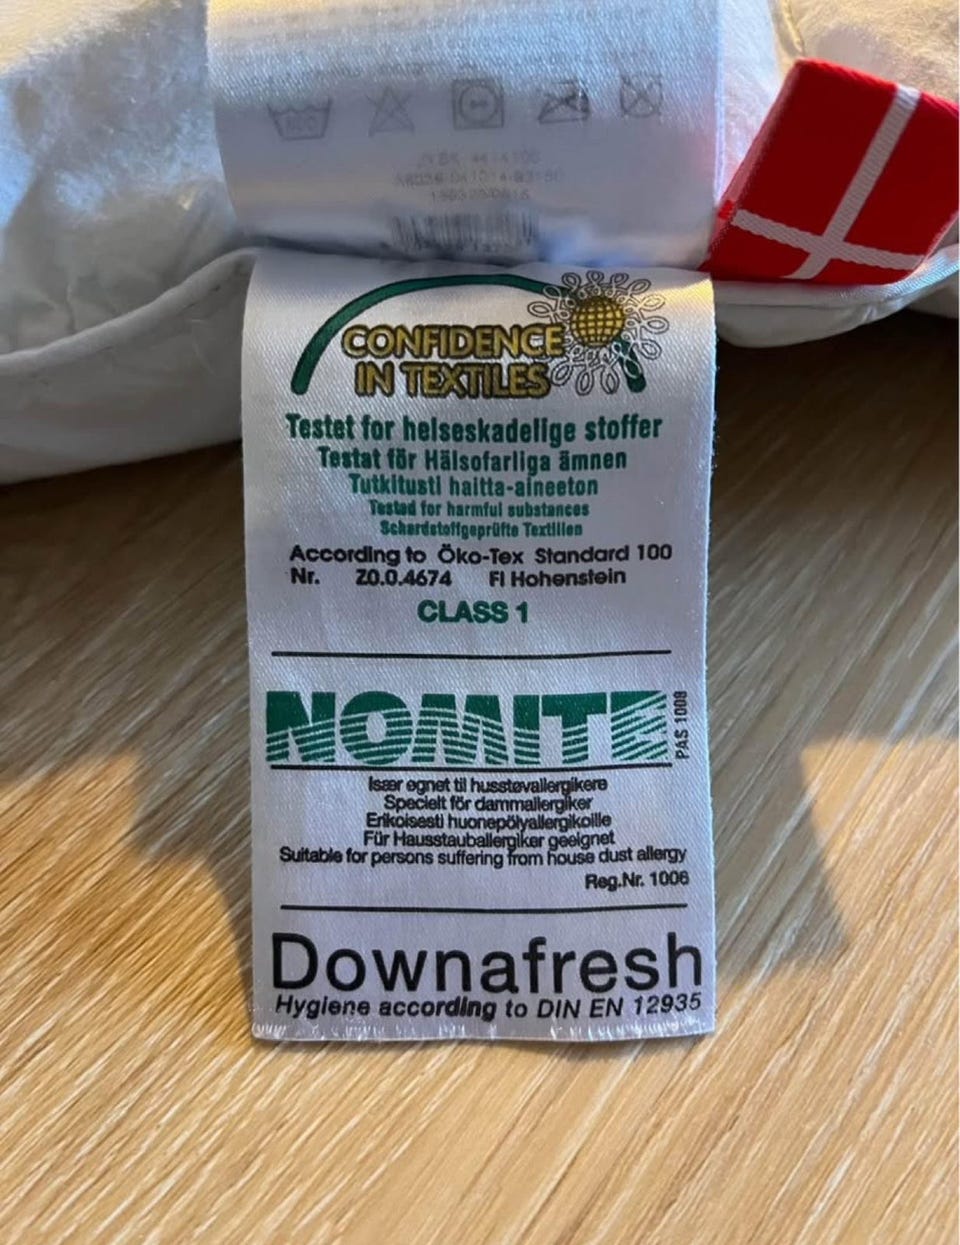 CONFIDENCE
IN TEXTILES
Testet for helseskadelige stoffer
Testat för Hälsofarliga ämnen
Tutkitusti haitta-aineeton
Tested for harmful substances
Schardstoffgeprüfte Textilien
According to Öko-Tex Standard 100
Nr. Z0.0.4674 FI Hohenstein
CLASS 1
NOMITE
PAS 1008
Især egnet til husstøvallergikere
Specielt för dammallergiker
Erikoisesti huonepölyallergikoille
Für Hausstauballergiker geeignet
Suitable for persons suffering from house dust allergy
Reg.Nr. 1006
Downafresh
Hygiene according to DIN EN 12935